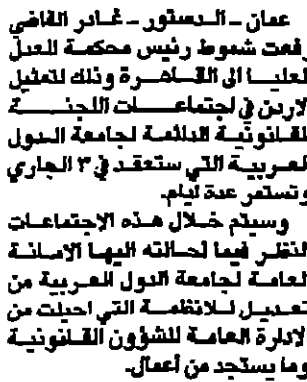 عمان - الدستور - غادر القاضي
رفعت شموط رئيس محكمة العدل
العليا الى القاهرة وذلك لتمثيل
الاردن في اجتماعات اللجنة
القانونية الدائمة لجامعة الدول
العربية التي ستعقد في ٣ الجاري
وتستمر عدة ايام.
وسيتم خلال هذه الإجتماعات
النظر فيما أحالته اليها الامانة
العامة لجامعة الدول العربية من
تعديل للانظمة التي احيلت من
الادارة العامة للشؤون القانونية
وما يستجد من أعمال.